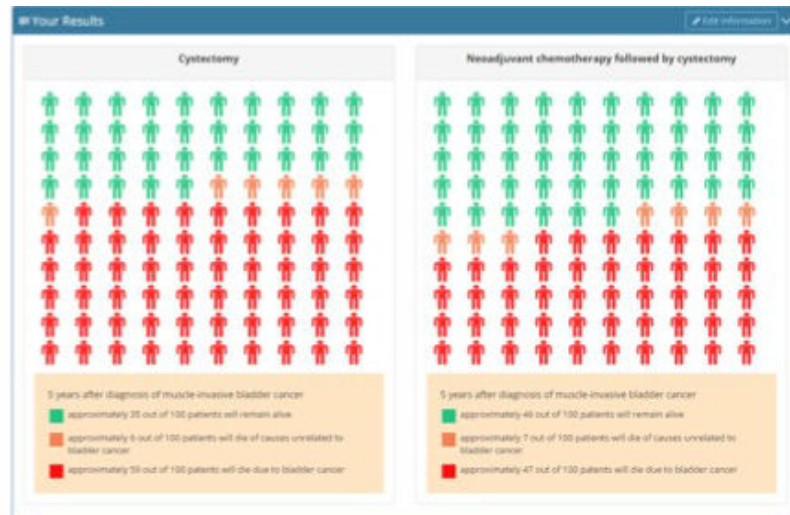 Your Results
Edit information
Cystectomy
Neoadjuvant chemotherapy followed by cystectomy
5 years after diagnosis of muscle-invasive bladder cancer
approximately 35 out of 100 patients will remain alive
approximately 6 out of 100 patients will die of causes unrelated to
bladder cancer
approximately 59 out of 100 patients will die due to bladder cancer
5 years after diagnosis of muscle-invasive bladder cancer
approximately 46 out of 100 patients will remain alive
approximately 7 out of 100 patients will die of causes unrelated to
bladder cancer
approximately 47 out of 100 patients will die due to bladder cancer